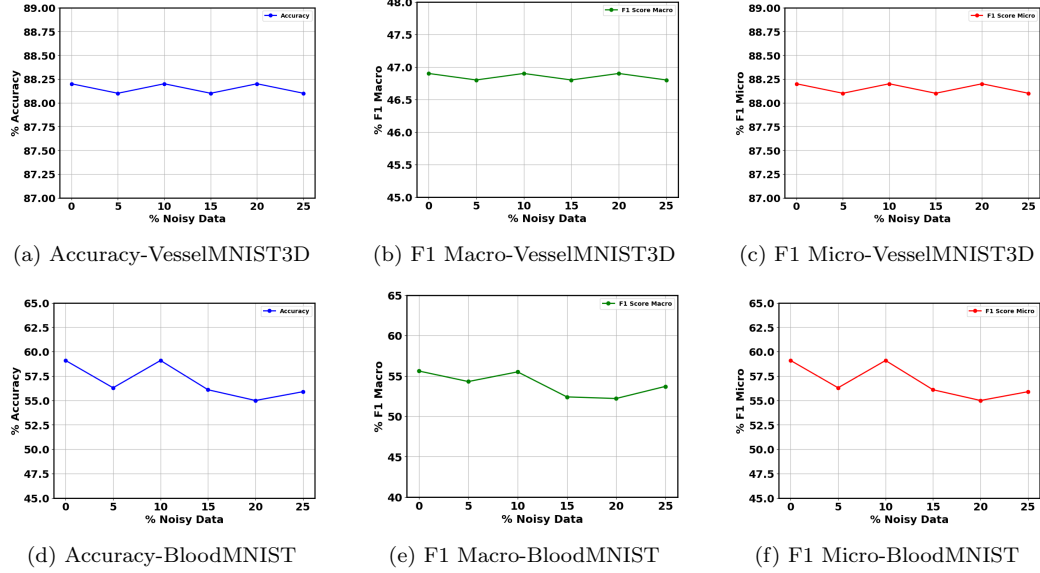 89.00
88.75
88.50
88.25
88.00
87.75
87.50
87.25
87.00
% Accuracy
Accuracy
0 5 10 15 20 25
% Noisy Data
(a) Accuracy-VesselMNIST3D
48.0
47.5
47.0
46.5
46.0
45.5
45.0
% F1 Macro
F1 Score Macro
0 5 10 15 20 25
% Noisy Data
(b) F1 Macro-VesselMNIST3D
89.00
88.75
88.50
88.25
88.00
87.75
87.50
87.25
87.00
% F1 Micro
F1 Score Micro
0 5 10 15 20 25
% Noisy Data
(c) F1 Micro-VesselMNIST3D
65.0
62.5
60.0
57.5
55.0
52.5
50.0
47.5
45.0
% Accuracy
Accuracy
0 5 10 15 20 25
% Noisy Data
(d) Accuracy-BloodMNIST
65
60
55
50
45
40
% F1 Macro
F1 Score Macro
0 5 10 15 20 25
% Noisy Data
(e) F1 Macro-BloodMNIST
65.0
62.5
60.0
57.5
55.0
52.5
50.0
47.5
45.0
% F1 Micro
F1 Score Micro
0 5 10 15 20 25
% Noisy Data
(f) F1 Micro-BloodMNIST